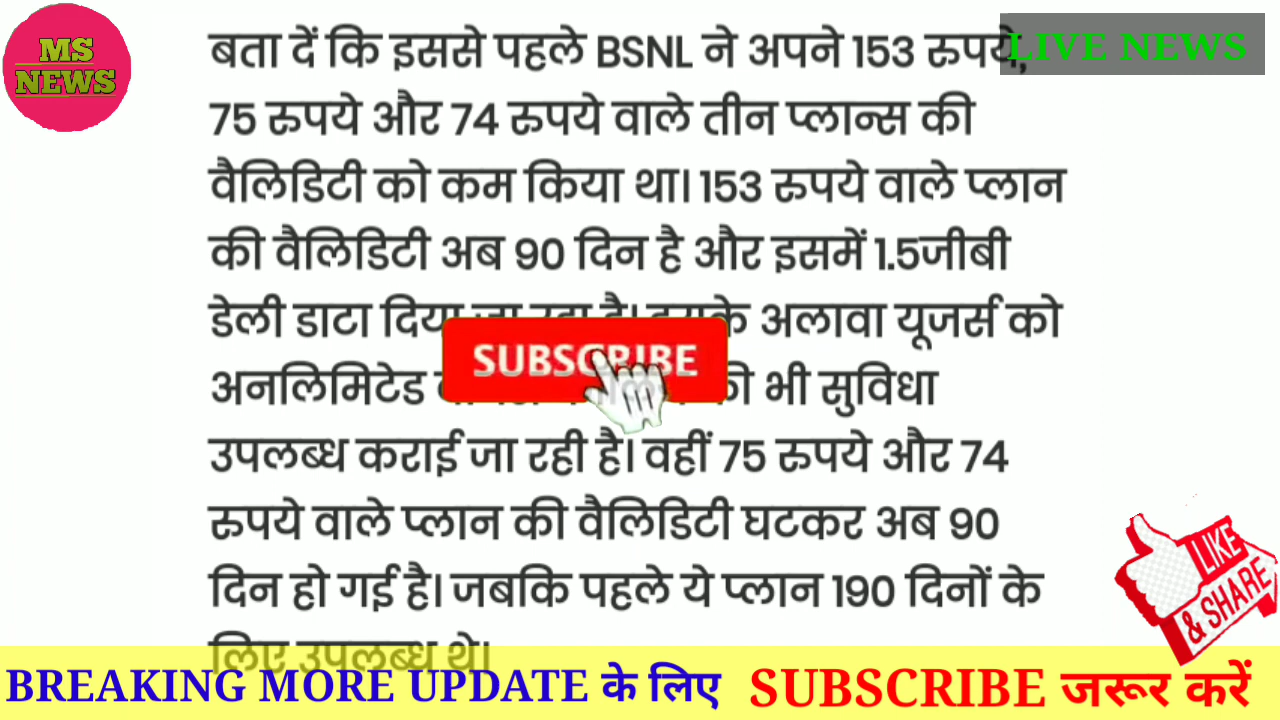 MS
NEWS
LIVE NEWS
बता दें कि इससे पहले BSNL ने अपने 153 रुपये,
75 रुपये और 74 रुपये वाले तीन प्लान्स की
वैलिडिटी को कम किया था। 153 रुपये वाले प्लान
की वैलिडिटी अब 90 दिन है और इसमें 1.5जीबी
डेली डाटा दिया जा रहा है। इसके अलावा यूजर्स को
अनलिमिटेड की भी सुविधा
SUBSCRIBE
उपलब्ध कराई जा रही है। वहीं 75 रुपये और 74
रुपये वाले प्लान की वैलिडिटी घटकर अब 90
दिन हो गई है। जबकि पहले ये प्लान 190 दिनों के
लिए उपलब्ध थे।
LIKE
& SHARE
BREAKING MORE UPDATE के लिए SUBSCRIBE जरूर करें